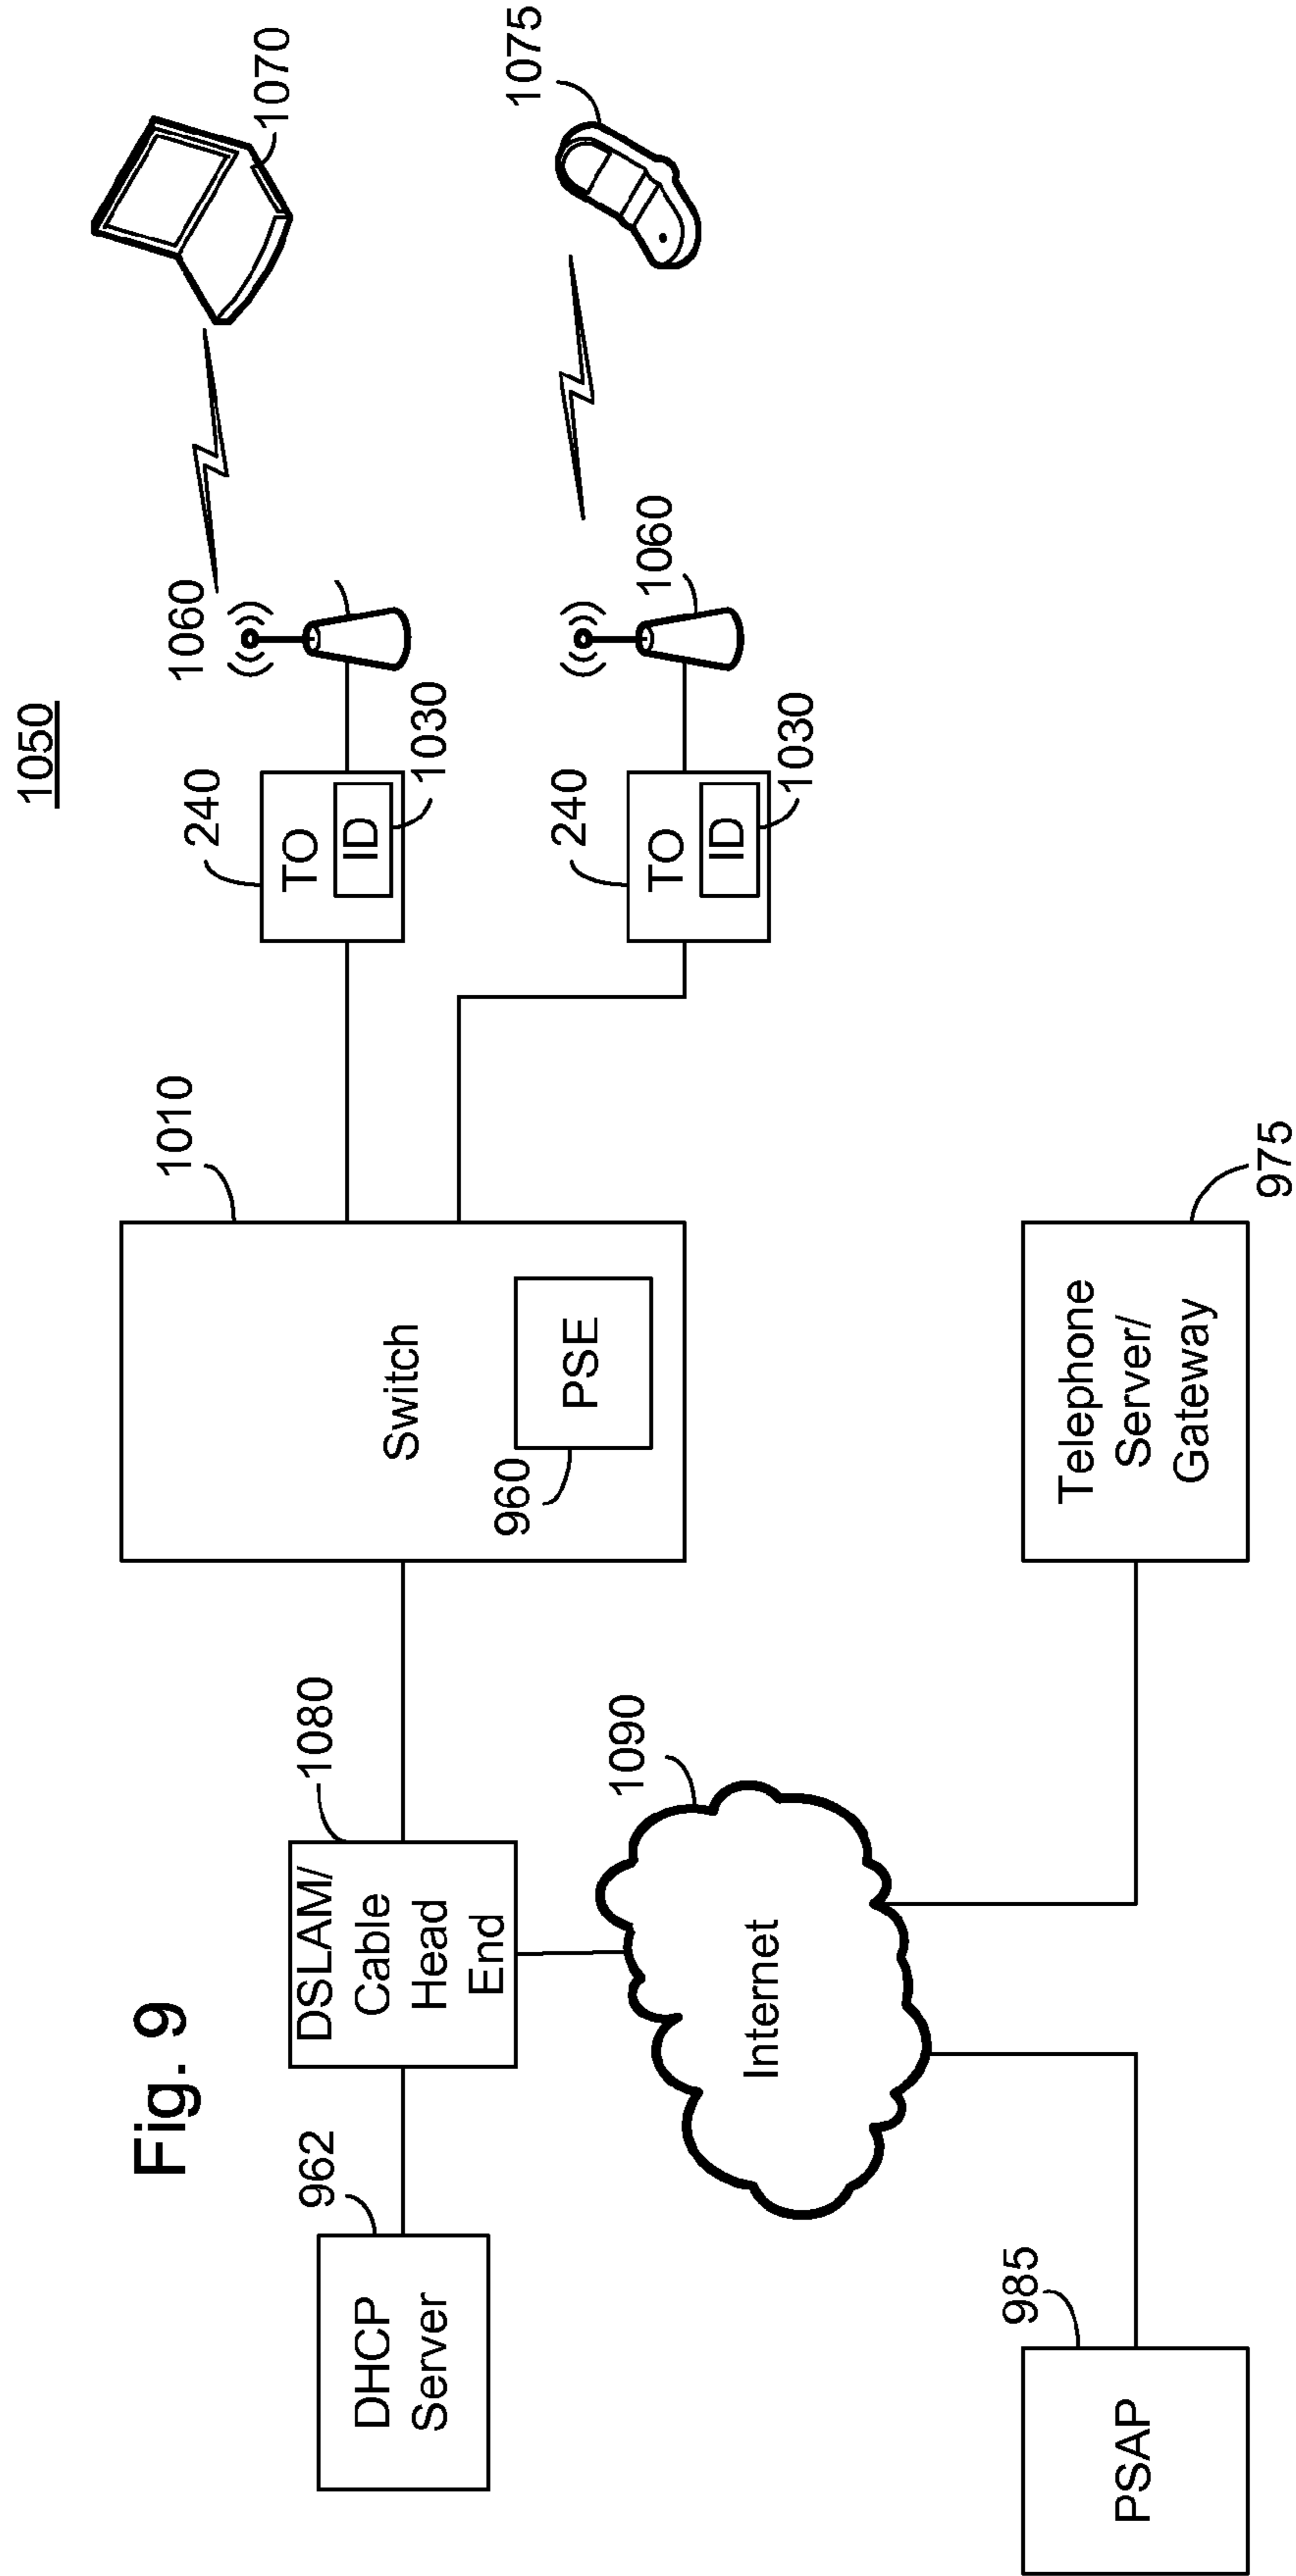 Fig. 9
1050
962
DHCP
Server
DSLAM/
Cable
Head
End
1080
1010
Switch
960
PSE
240
TO
ID
1030
1060
1070
240
TO
ID
1030
1060
1075
1090
Internet
985
PSAP
Telephone
Server/
Gateway
975